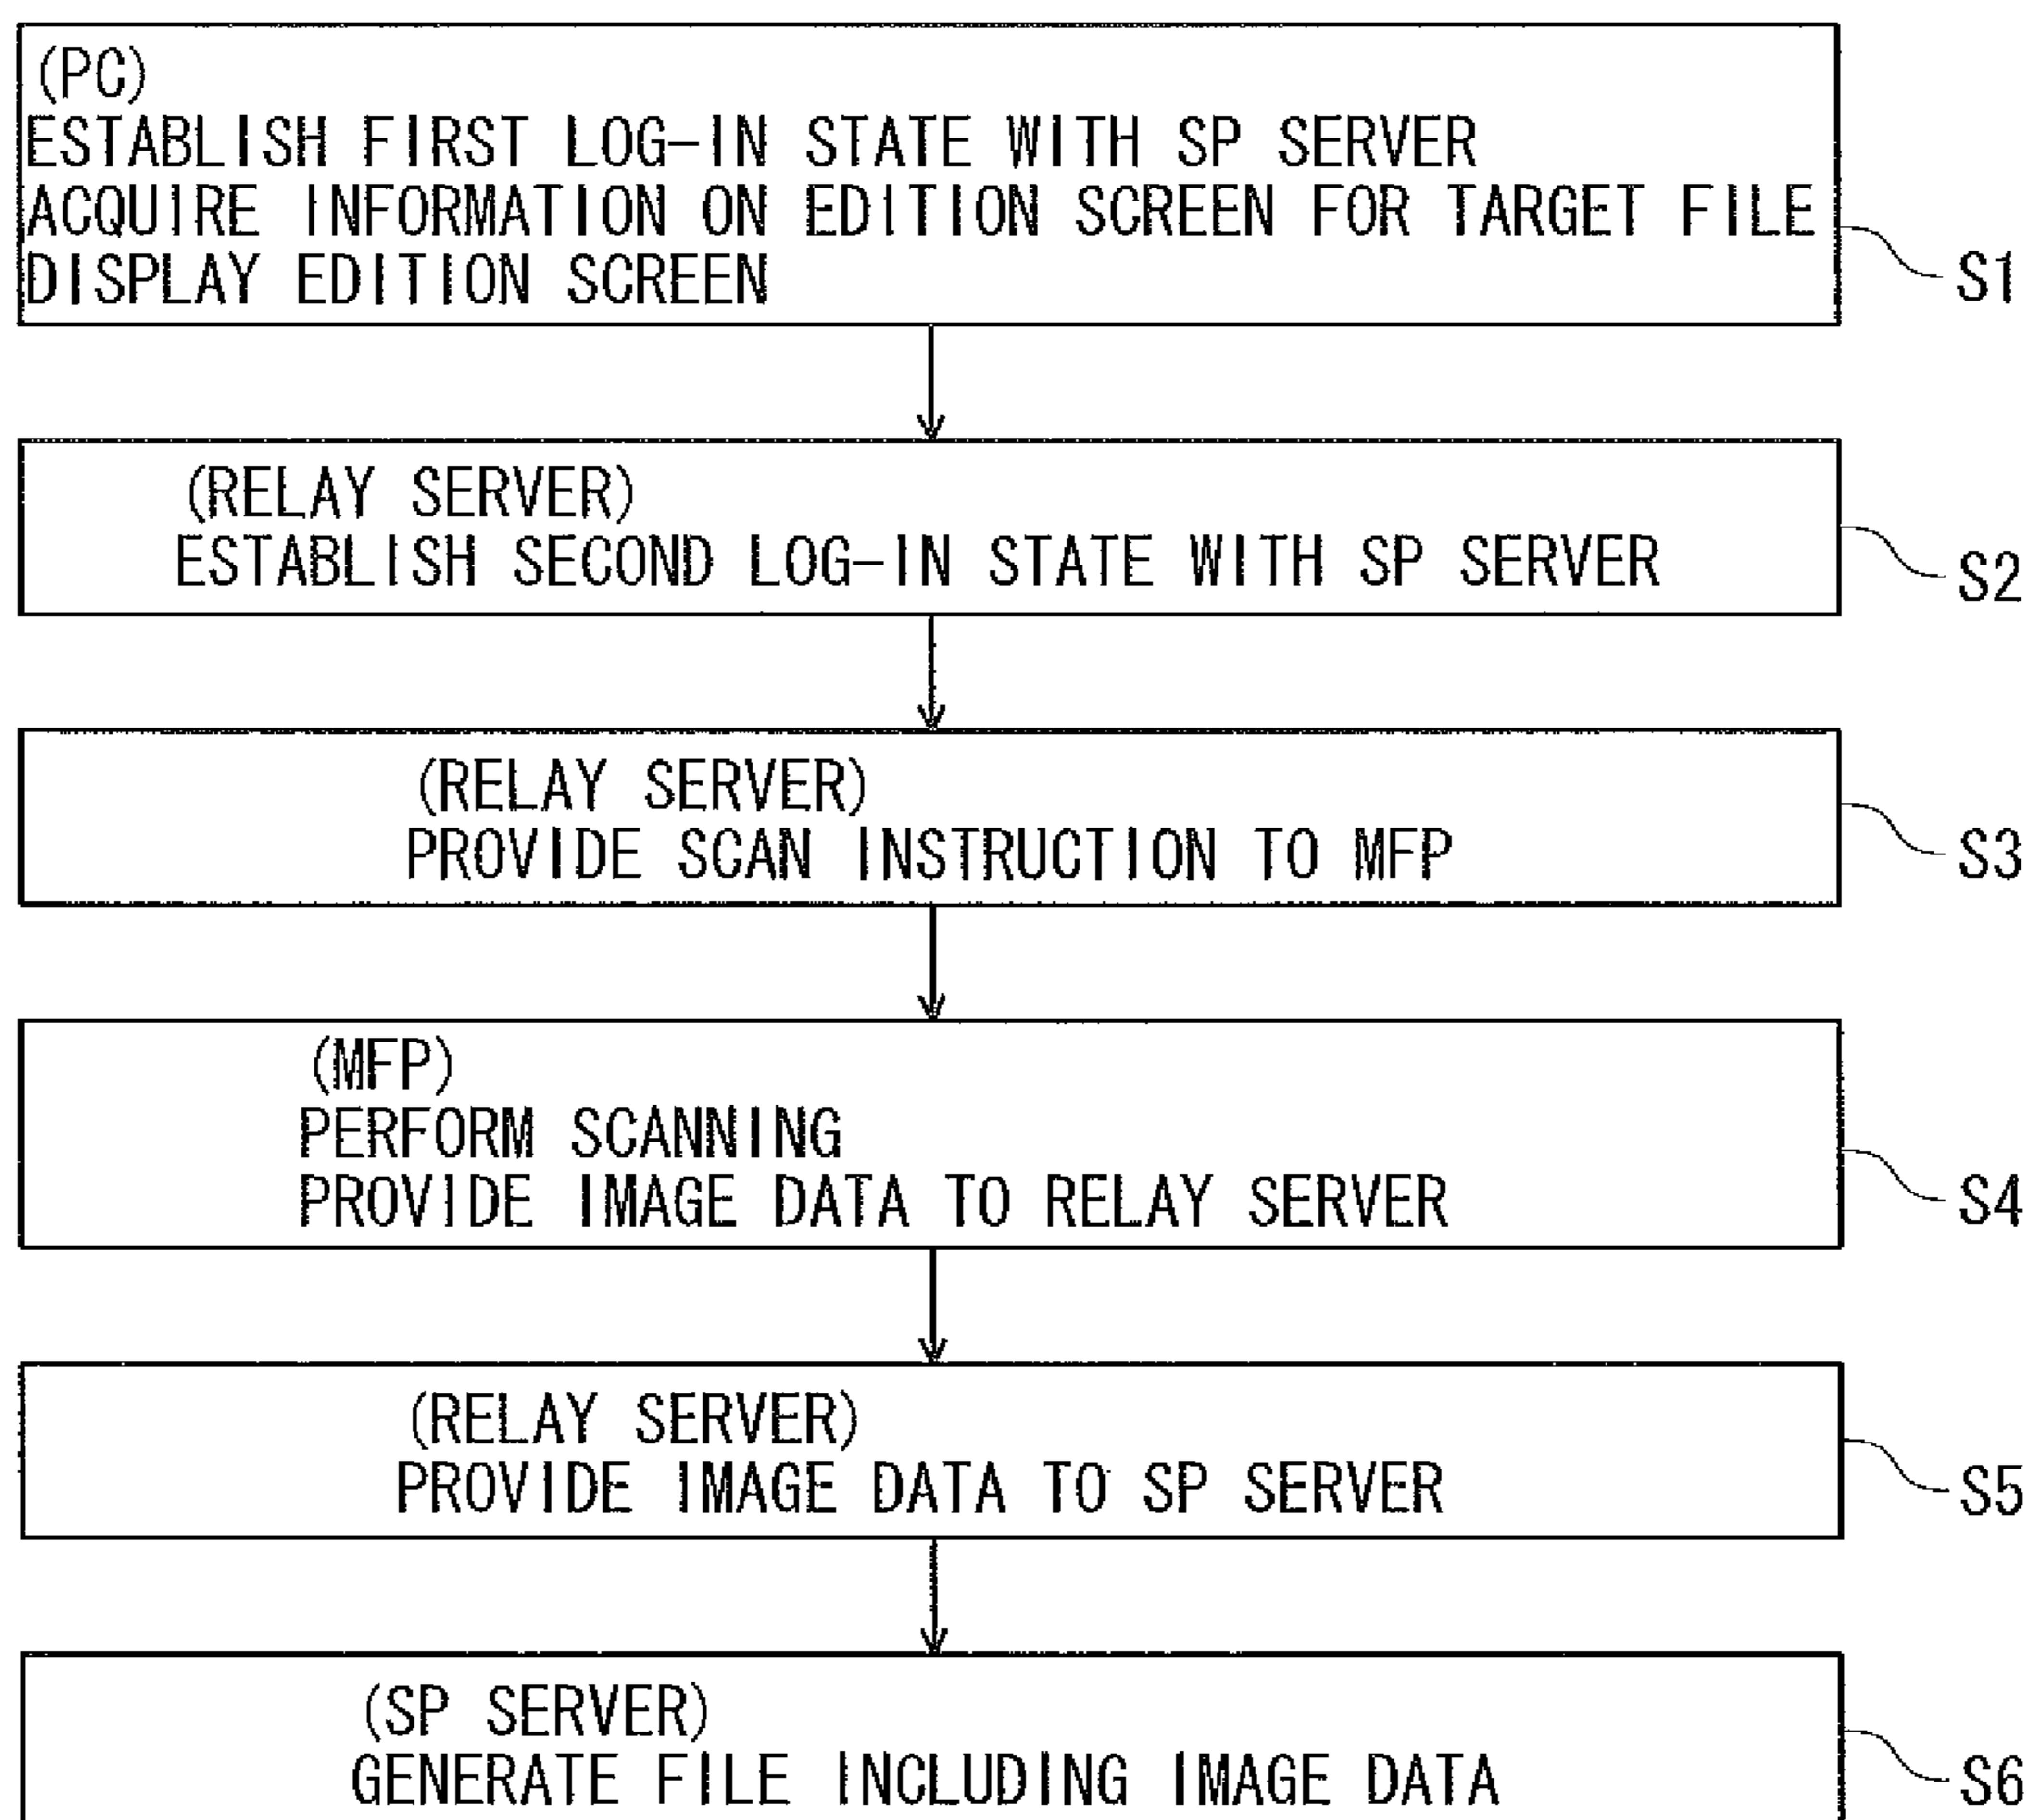 (PC)
ESTABLISH FIRST LOG-IN STATE WITH SP SERVER
ACQUIRE INFORMATION ON EDITION SCREEN FOR TARGET FILE
DISPLAY EDITION SCREEN
S1
(RELAY SERVER)
ESTABLISH SECOND LOG-IN STATE WITH SP SERVER
S2
(RELAY SERVER)
PROVIDE SCAN INSTRUCTION TO MFP
S3
(MFP)
PERFORM SCANNING
PROVIDE IMAGE DATA TO RELAY SERVER
S4
(RELAY SERVER)
PROVIDE IMAGE DATA TO SP SERVER
S5
(SP SERVER)
GENERATE FILE INCLUDING IMAGE DATA
S6